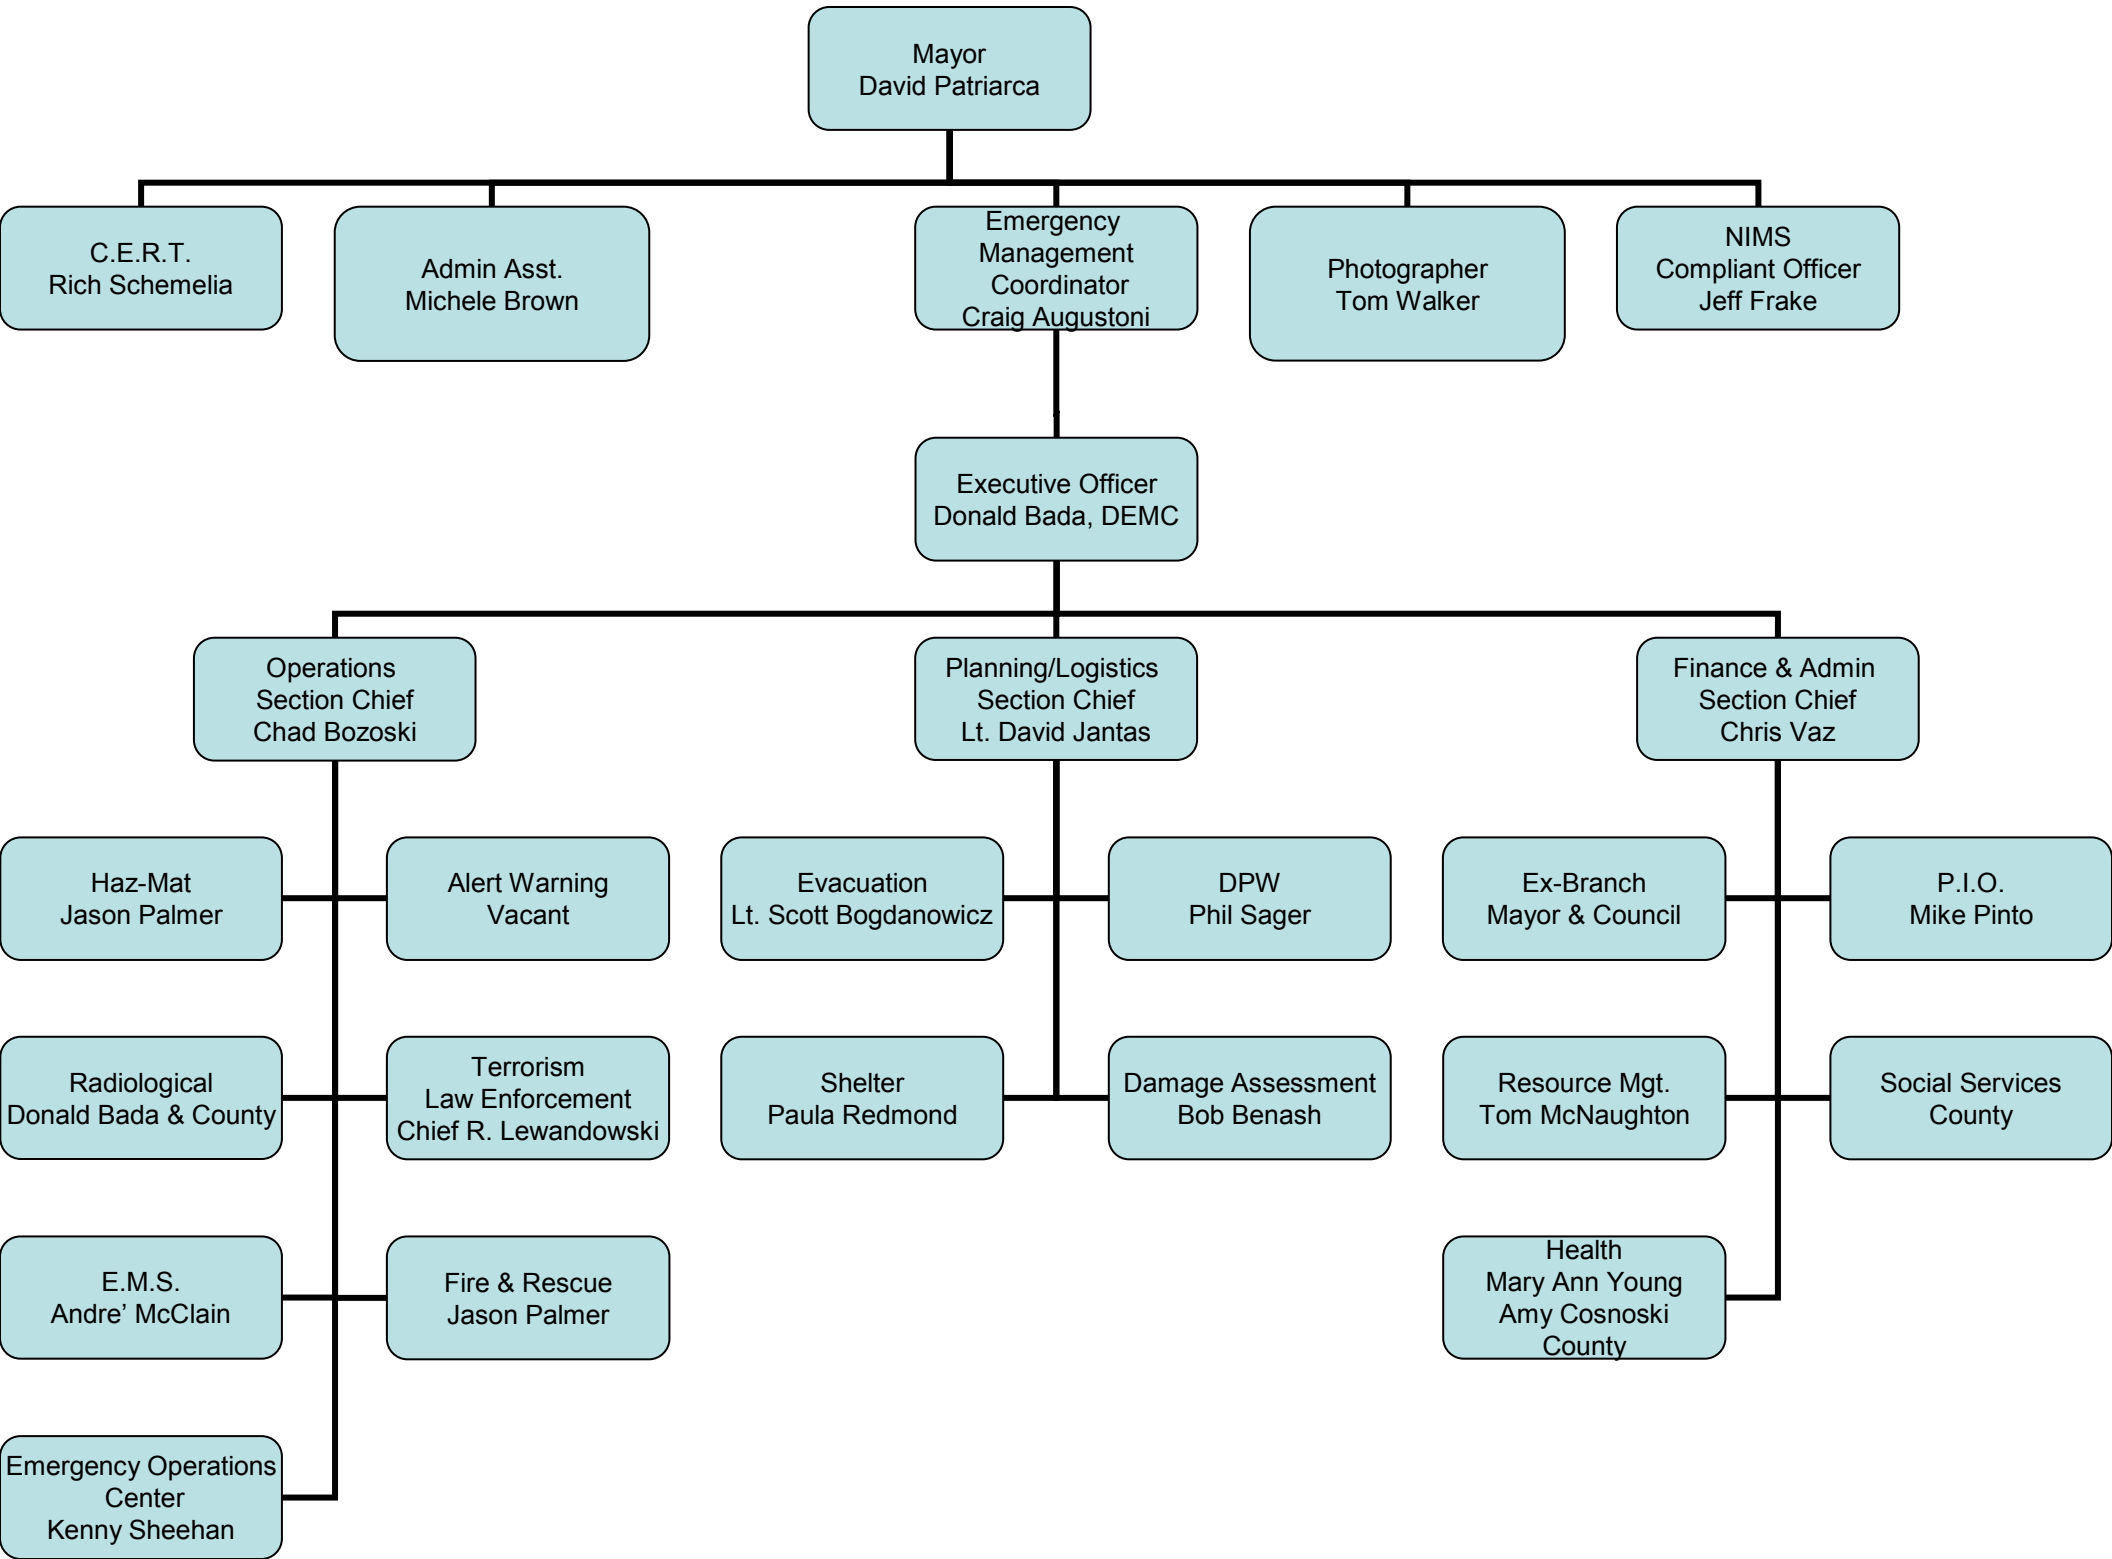 Mayor
David Patriarca
C.E.R.T.
Rich Schemelia
Admin Asst.
Michele Brown
Emergency
Management
Coordinator
Craig Augustoni
Photographer
Tom Walker
NIMS
Compliant Officer
Jeff Frake
Executive Officer
Donald Bada, DEMC
Operations
Section Chief
Chad Bozoski
Planning/Logistics
Section Chief
Lt. David Jantas
Finance & Admin
Section Chief
Chris Vaz
Haz-Mat
Jason Palmer
Alert Warning
Vacant
Evacuation
Lt. Scott Bogdanowicz
DPW
Phil Sager
Ex-Branch
Mayor & Council
P.I.O.
Mike Pinto
Radiological
Donald Bada & County
Terrorism
Law Enforcement
Chief R. Lewandowski
Shelter
Paula Redmond
Damage Assessment
Bob Benash
Resource Mgt.
Tom McNaughton
Social Services
County
E.M.S.
Andre’ McClain
Fire & Rescue
Jason Palmer
Health
Mary Ann Young
Amy Cosnoski
County
Emergency Operations
Center
Kenny Sheehan